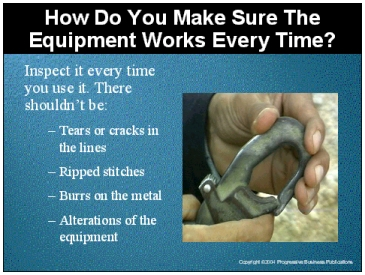 How Do You Make Sure The
Equipment Works Every Time?
Inspect it every time
you use it. There
shouldn't be:
– Tears or cracks in
the lines
– Ripped stitches
– Burrs on the metal
– Alterations of the
equipment
Copyright ©2004 Progressive Business Publications